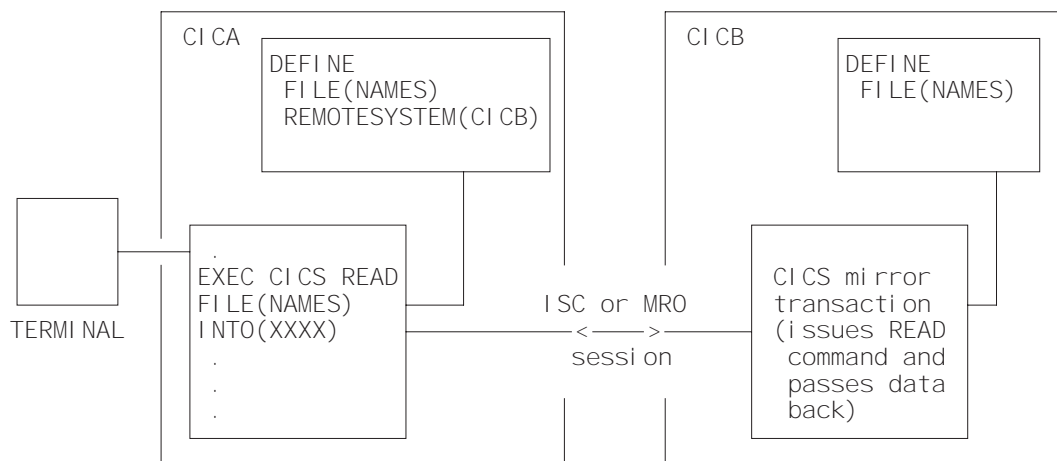 CICA
DEFINE
FILE(NAMES)
REMOTESYSTEM(CICB)
TERMINAL
.
EXEC CICS READ
FILE(NAMES)
INTO(XXXX)
.
.
.
ISC or MRO
<───>
session
CICB
DEFINE
FILE(NAMES)
CICS mirror
transaction
(issues READ
command and
passes data
back)